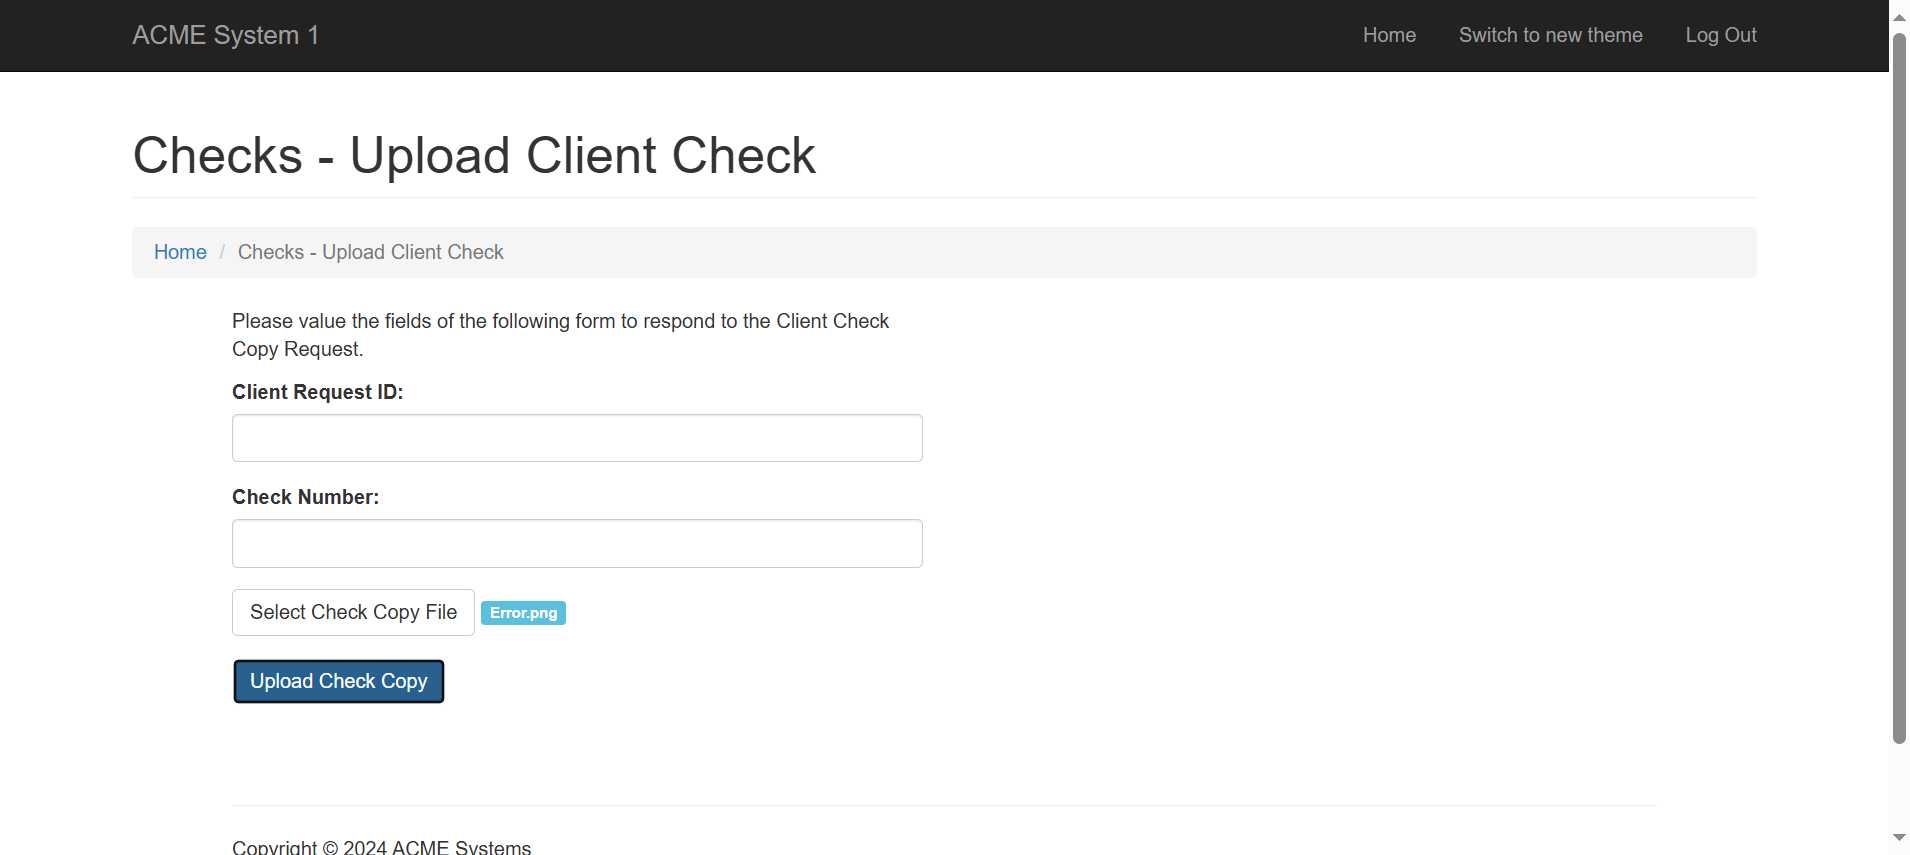 ACME System 1
Home
Switch to new theme
Log Out
Checks - Upload Client Check
Home / Checks - Upload Client Check
Please value the fields of the following form to respond to the Client Check
Copy Request.
Client Request ID:
Check Number:
Select Check Copy File
Error.png
Upload Check Copy
Copyright © 2024 ACME Systems